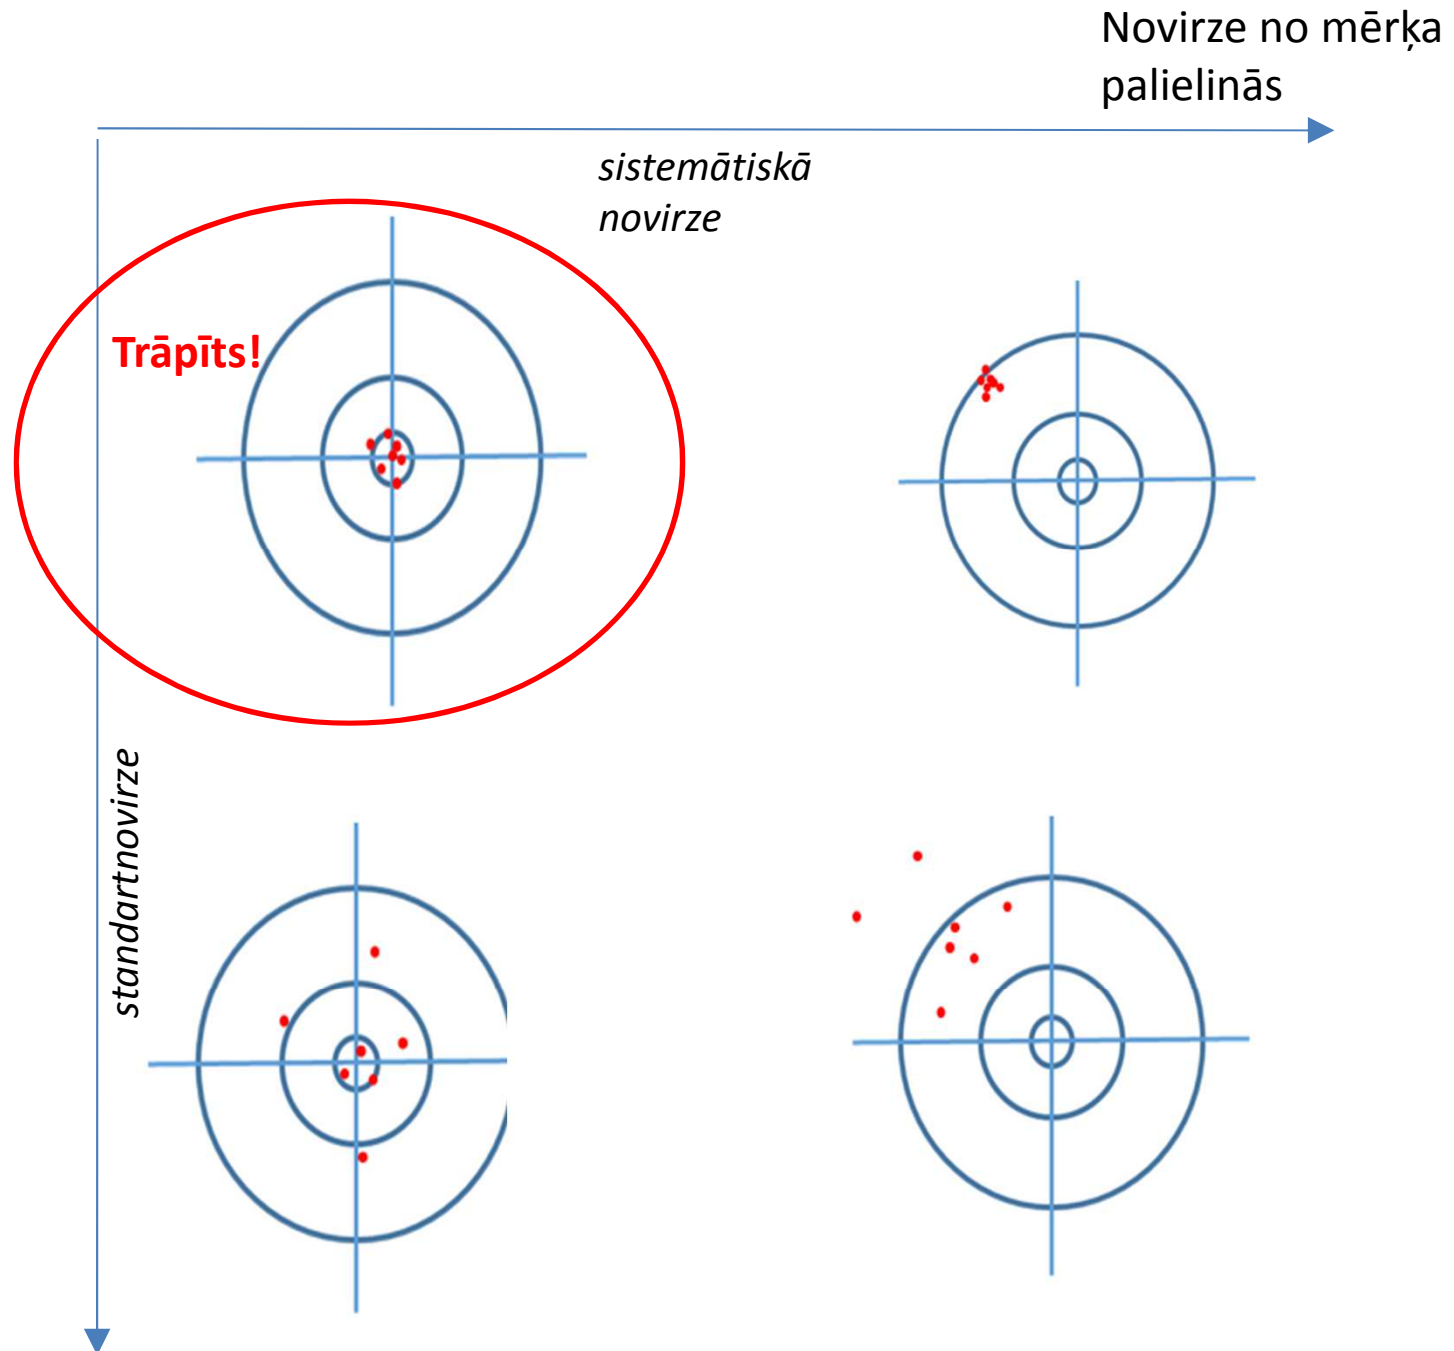 Novirze no mērķa
palielinās
sistemātiskā
novirze
Trāpīts!
standartnovirze